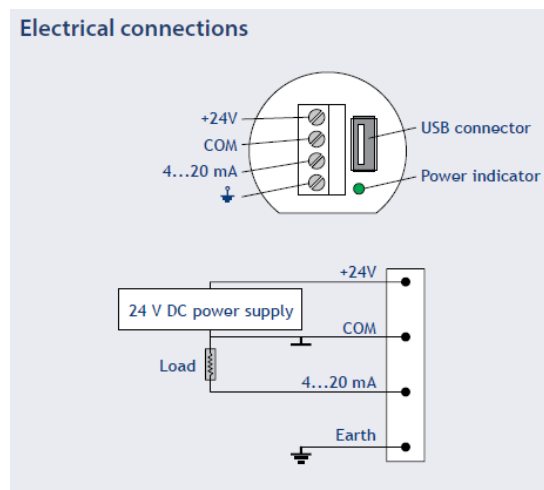 Electrical connections
+24V
COM
4...20 mA
USB connector
Power indicator
+24V
24 V DC power supply
COM
Load
4...20 mA
Earth